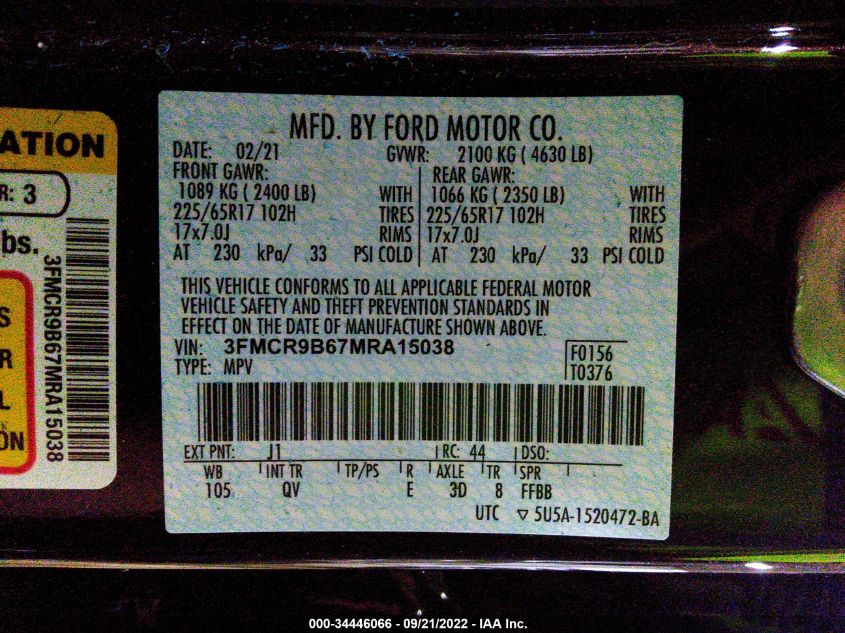 ATION
R: 3
bs.
S
R
L
ON
3FMCR9B67MRA15038
MFD. BY FORD MOTOR CO.
DATE: 02/21 GVWR: 2100 KG ( 4630 LB)
FRONT GAWR: REAR GAWR:
1089 KG ( 2400 LB) WITH 1066 KG ( 2350 LB) WITH
225/65R17 102H TIRES 225/65R17 102H TIRES
17x7.0J RIMS 17x7.0J RIMS
AT 230 kPa/ 33 PSI COLD AT 230 kPa/ 33 PSI COLD
THIS VEHICLE CONFORMS TO ALL APPLICABLE FEDERAL MOTOR
VEHICLE SAFETY AND THEFT PREVENTION STANDARDS IN
EFFECT ON THE DATE OF MANUFACTURE SHOWN ABOVE.
VIN: 3FMCR9B67MRA15038 F0156
TYPE: MPV T0376
EXT PNT: J1 RC: 44 DSO:
WB INT TR TP/PS R AXLE TR SPR
105 QV E 3D 8 FFBB
UTC ▽ 5U5A-1520472-BA
000-34446066 - 09/21/2022 - IAA Inc.